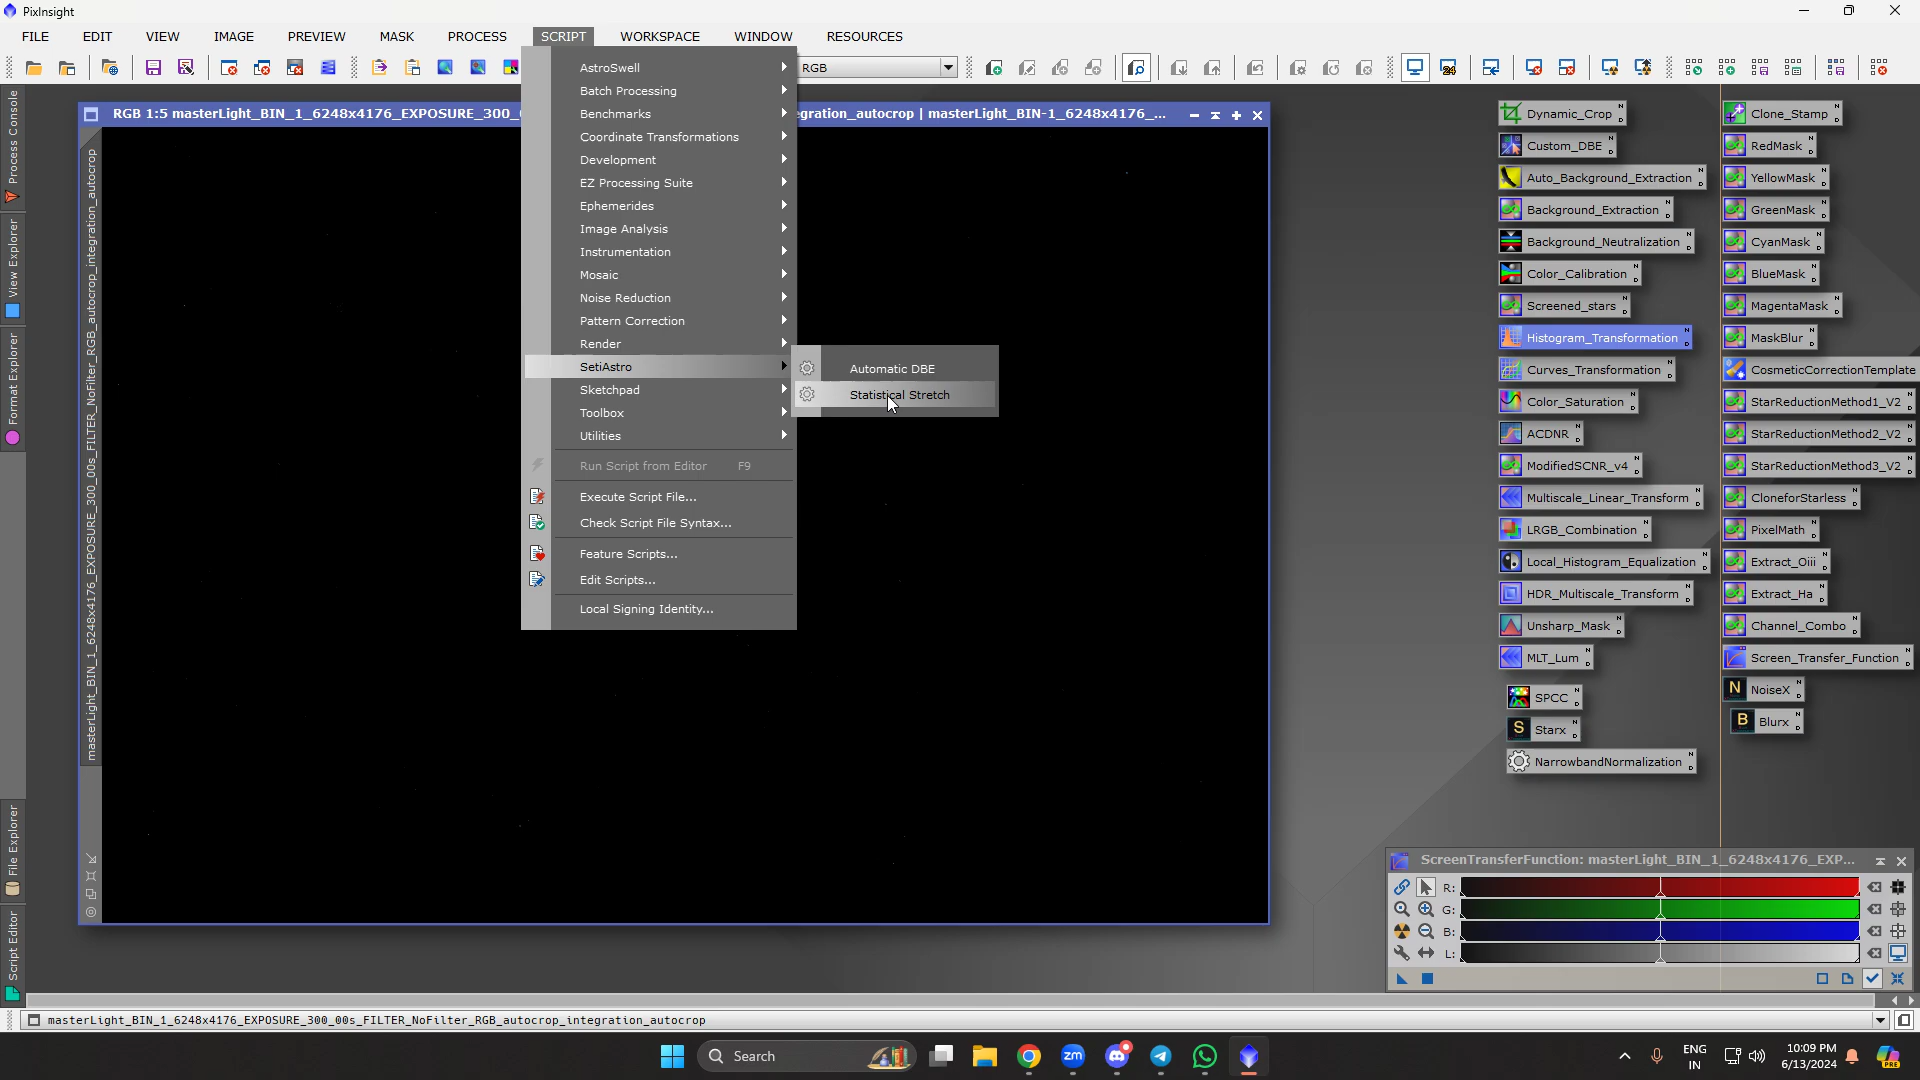 PixInsight
FILE EDIT VIEW IMAGE PREVIEW MASK PROCESS SCRIPT WORKSPACE WINDOW RESOURCES
24
RGB
RGB 1:5 masterLight_BIN_1_6248x4176_EXPOSURE_300_
gration_autocrop | masterLight_BIN-1_6248x4176_...
masterLight_BIN_1_6248x4176_EXPOSURE_300_00s_FILTER_NoFilter_RGB_autocrop_integration_autocrop
Process Console
View Explorer
Format Explorer
File Explorer
Script Editor
AstroSwell
Batch Processing
Benchmarks
Coordinate Transformations
Development
EZ Processing Suite
Ephemerides
Image Analysis
Instrumentation
Mosaic
Noise Reduction
Pattern Correction
Render
SetiAstro
Sketchpad
Toolbox
Utilities
Run Script from Editor F9
Execute Script File...
Check Script File Syntax...
Feature Scripts...
Edit Scripts...
Local Signing Identity...
Automatic DBE
Statistical Stretch
Dynamic_Crop
Custom_DBE
Auto_Background_Extraction
Background_Extraction
Background_Neutralization
Color_Calibration
Screened_stars
Histogram_Transformation
Curves_Transformation
Color_Saturation
ACDNR
ModifiedSCNR_v4
Multiscale_Linear_Transform
LRGB_Combination
Local_Histogram_Equalization
HDR_Multiscale_Transform
Unsharp_Mask
MLT_Lum
SPCC
S Starx
NarrowbandNormalization
Clone_Stamp
RedMask
YellowMask
GreenMask
CyanMask
BlueMask
MagentaMask
MaskBlur
CosmeticCorrectionTemplate
StarReductionMethod1_V2
StarReductionMethod2_V2
StarReductionMethod3_V2
CloneforStarless
PixelMath
Extract_Oiii
Extract_Ha
Channel_Combo
Screen_Transfer_Function
N NoiseX
B Blurx
ScreenTransferFunction: masterLight_BIN_1_6248x4176_EXP...
R:
G:
B:
L:
masterLight_BIN_1_6248x4176_EXPOSURE_300_00s_FILTER_NoFilter_RGB_autocrop_integration_autocrop
Search
zm
ENG
IN
10:09 PM
6/13/2024
PRE